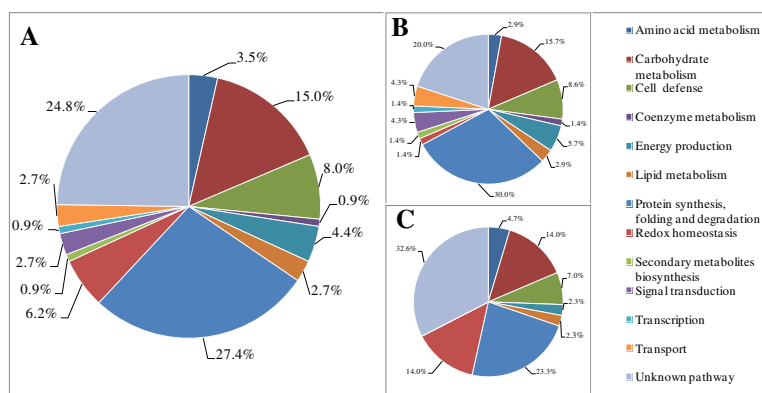 A
3.5%
15.0%
8.0%
0.9%
4.4%
2.7%
27.4%
6.2%
0.9%
2.7%
0.9%
2.7%
24.8%
B
2.9%
15.7%
8.6%
1.4%
5.7%
2.9%
30.0%
1.4%
1.4%
4.3%
1.4%
4.3%
20.0%
C
4.7%
14.0%
7.0%
2.3%
2.3%
23.3%
14.0%
32.6%
Amino acid metabolism
Carbohydrate
metabolism
Cell defense
Coenzyme metabolism
Energy production
Lipid metabolism
Protein synthesis,
folding and degradation
Redox homeostasis
Secondary metabolites
biosynthesis
Signal transduction
Transcription
Transport
Unknown pathway